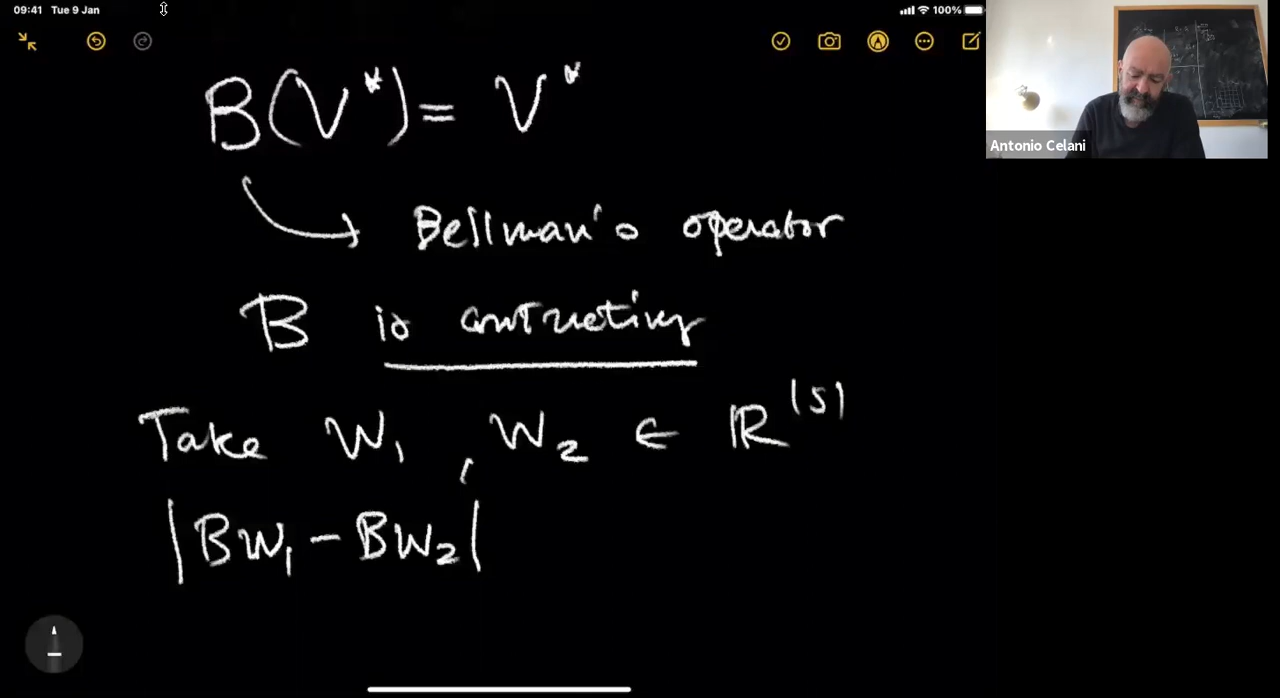 09:41 Tue 9 Jan 100%
B(V*) = V*
Bellman's operator
B is contracting
Take W₁, W₂ ∈ ℝ^|S|
|BW₁ - BW₂|
Antonio Celani